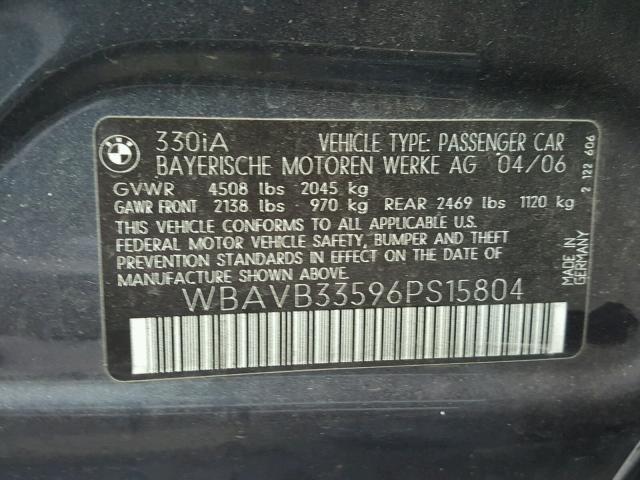 BMW
330iA VEHICLE TYPE: PASSENGER CAR
BAYERISCHE MOTOREN WERKE AG 04/06
GVWR 4508 lbs 2045 kg
GAWR FRONT 2138 lbs - 970 kg REAR 2469 lbs 1120 kg
THIS VEHICLE CONFORMS TO ALL APPLICABLE U.S.
FEDERAL MOTOR VEHICLE SAFETY, BUMPER AND THEFT
PREVENTION STANDARDS IN EFFECT ON THE DATE OF
MANUFACTURE SHOWN ABOVE.
WBAVB33596PS15804
2 122 606
MADE IN
GERMANY